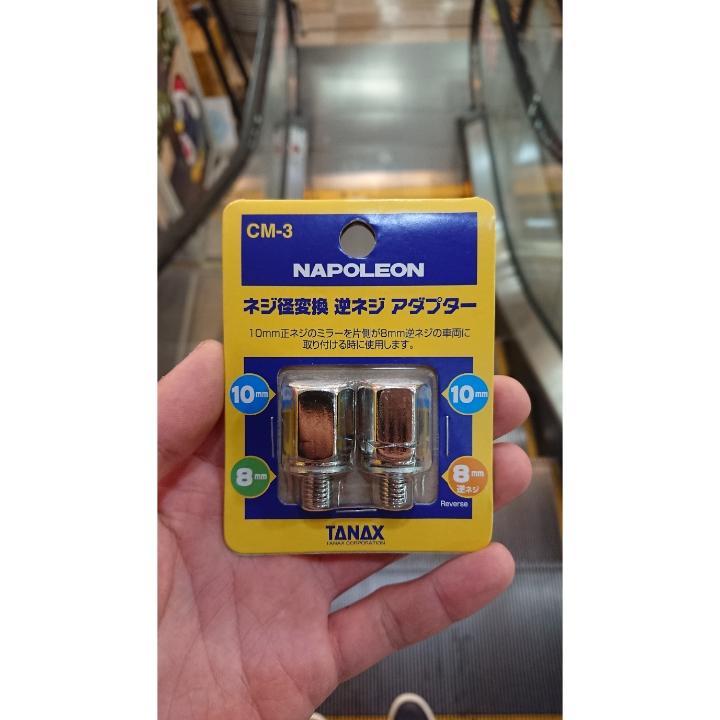 CM-3
NAPOLEON
ネジ径変換 逆ネジ アダプター
10mm正ネジのミラーを片側が8mm逆ネジの車両に
取り付ける時に使用します。
10mm
10mm
8mm
8mm
逆ネジ
Reverse
TANAX
TANAX CORPORATION